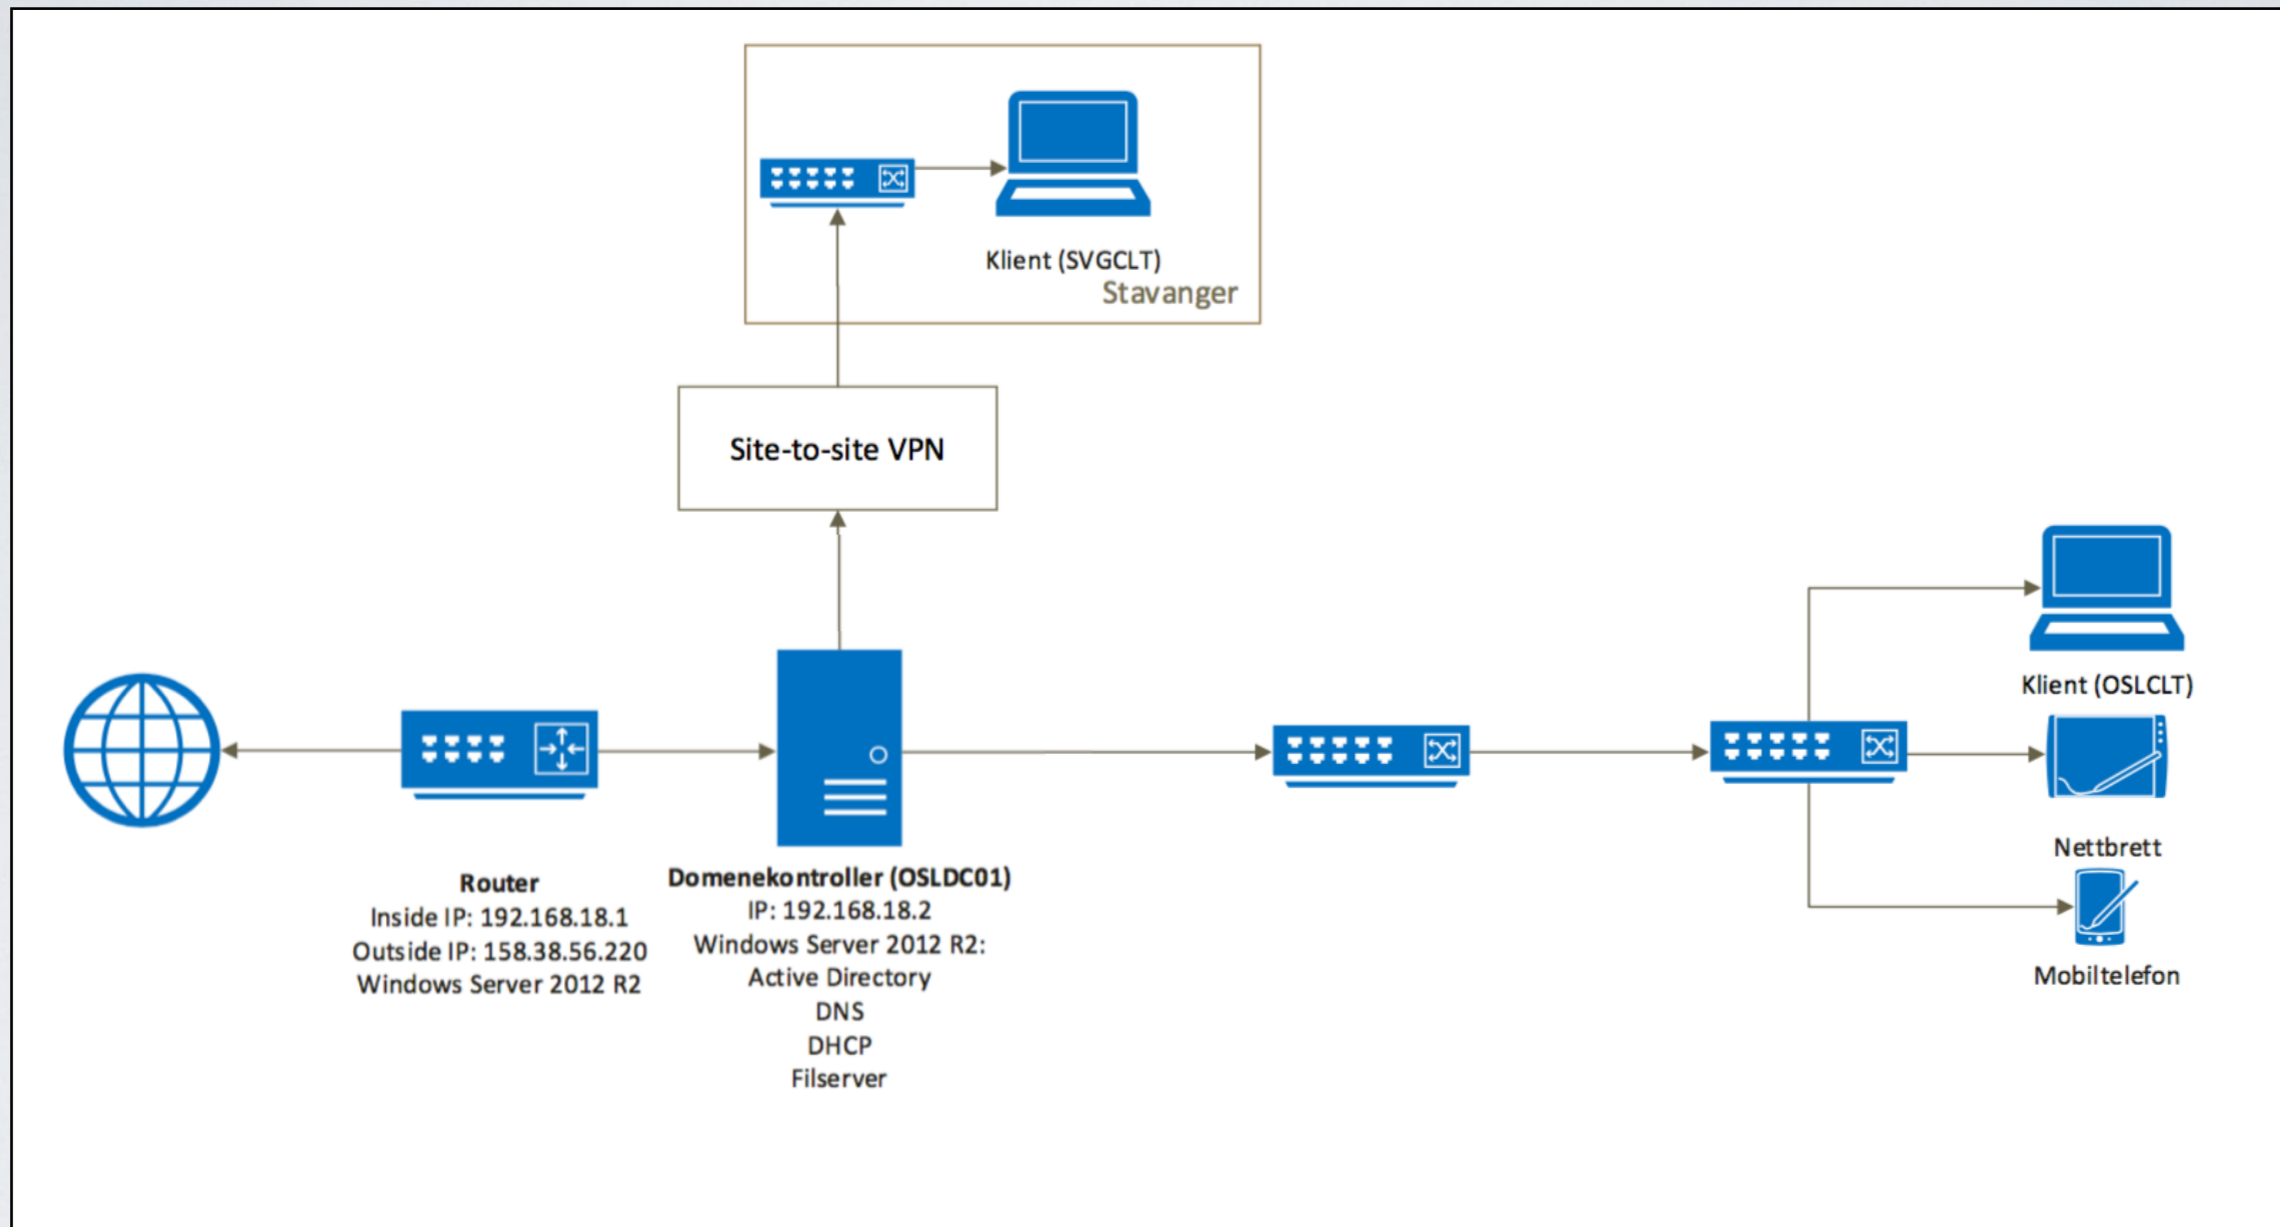 Klient (SVGCLT)
Stavanger
Site-to-site VPN
Router
Inside IP: 192.168.18.1
Outside IP: 158.38.56.220
Windows Server 2012 R2
Domenekontroller (OSLDC01)
IP: 192.168.18.2
Windows Server 2012 R2:
Active Directory
DNS
DHCP
Filserver
Klient (OSLCLT)
Nettbrett
Mobiltelefon